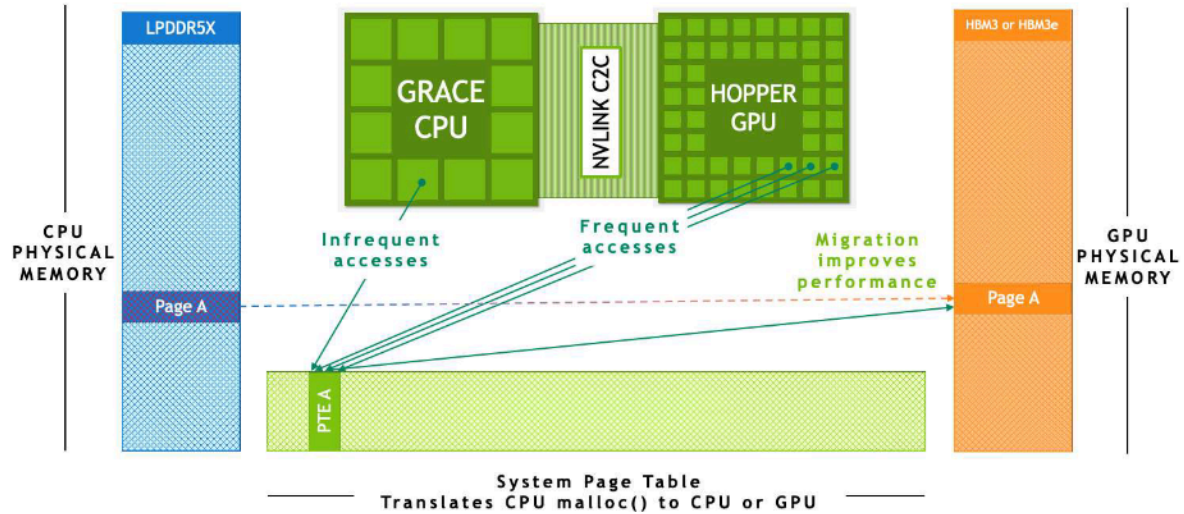 LPDDR5X
GRACE
CPU
NVLINK C2C
HOPPER
GPU
HBM3 or HBM3e
CPU
PHYSICAL
MEMORY
Infrequent
accesses
Frequent
accesses
Migration
improves
performance
GPU
PHYSICAL
MEMORY
Page A
Page A
PTE A
System Page Table
Translates CPU malloc() to CPU or GPU